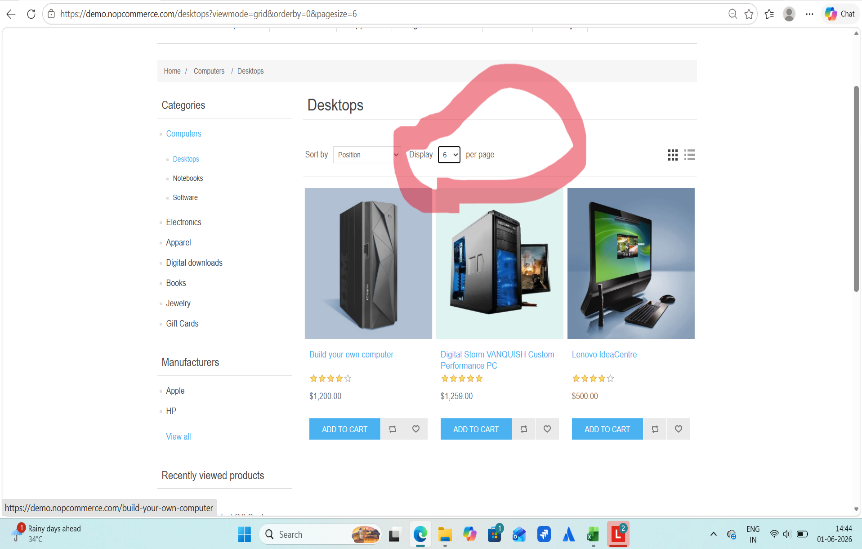 https://demo.nopcommerce.com/desktops?viewmode=grid&orderby=0&pagesize=6
Chat
Home / Computers / Desktops
Categories
Computers
Desktops
Notebooks
Software
Electronics
Apparel
Digital downloads
Books
Jewelry
Gift Cards
Manufacturers
Apple
HP
View all
Recently viewed products
Desktops
Sort by Position Display 6 per page
Build your own computer
$1,200.00
ADD TO CART
Digital Storm VANQUISH Custom
Performance PC
$1,259.00
ADD TO CART
Lenovo IdeaCentre
$500.00
ADD TO CART
https://demo.nopcommerce.com/build-your-own-computer
1
Rainy days ahead
34°C
Search
1
L
2
ENG
IN
14:44
01-06-2026